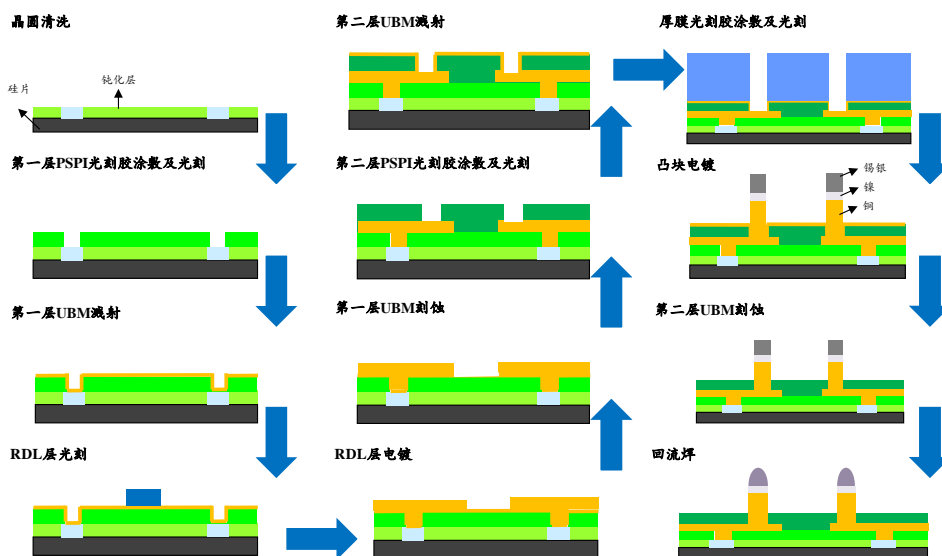 晶圆清洗
硅片
钝化层
第一层PSPI光刻胶涂敷及光刻
第一层UBM溅射
RDL层光刻
RDL层电镀
第一层UBM刻蚀
第二层PSPI光刻胶涂敷及光刻
第二层UBM溅射
厚膜光刻胶涂敷及光刻
凸块电镀
锡银
镍
铜
第二层UBM刻蚀
回流焊